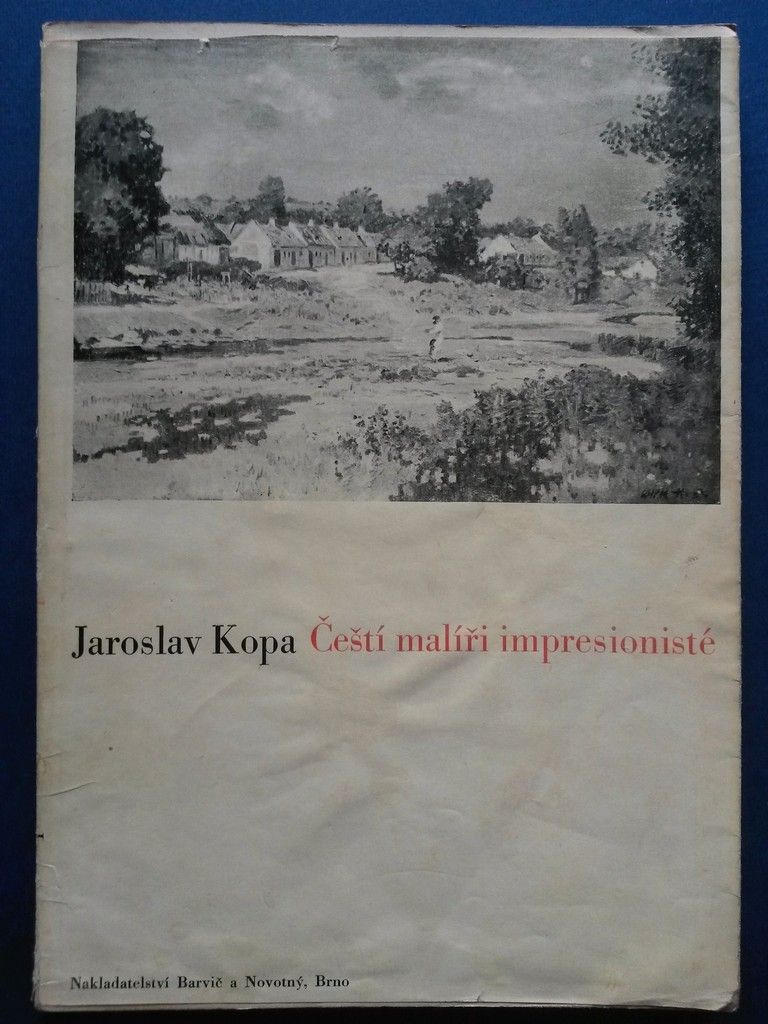 Jaroslav Kopa Čeští malíři impresionisté
Nakladatelství Barvič a Novotný, Brno